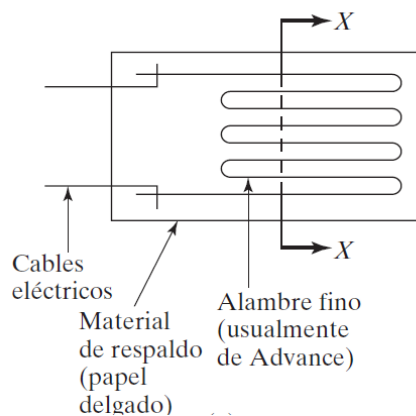 X
X
Cables
eléctricos
Material
de respaldo
(papel
delgado)
Alambre fino
(usualmente
de Advance)